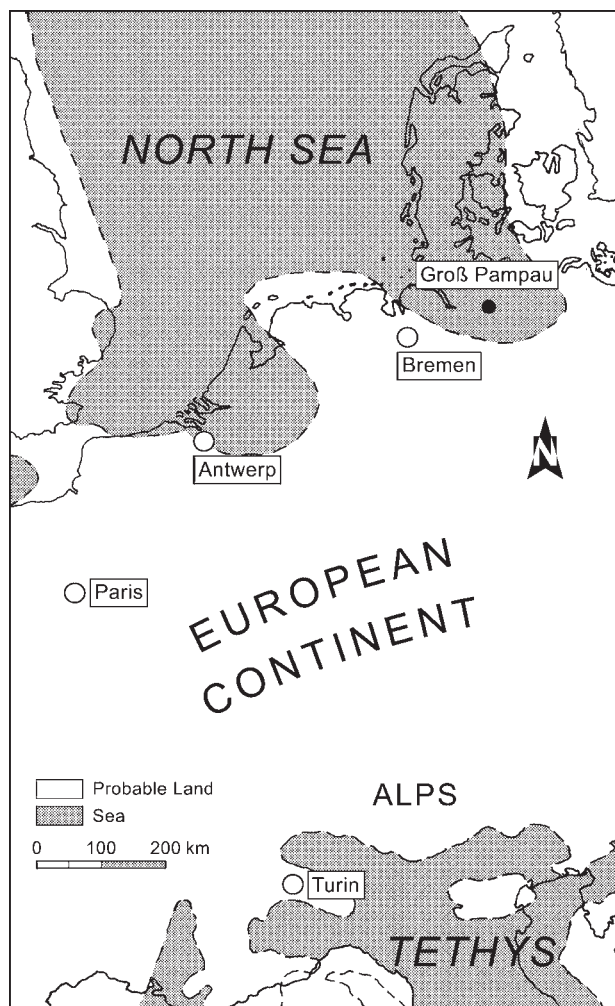 NORTH SEA
Groß Pampau
Bremen
Antwerp
N
Paris
EUROPEAN
CONTINENT
ALPS
Probable Land
Sea
0 100 200 km
Turin
TETHYS